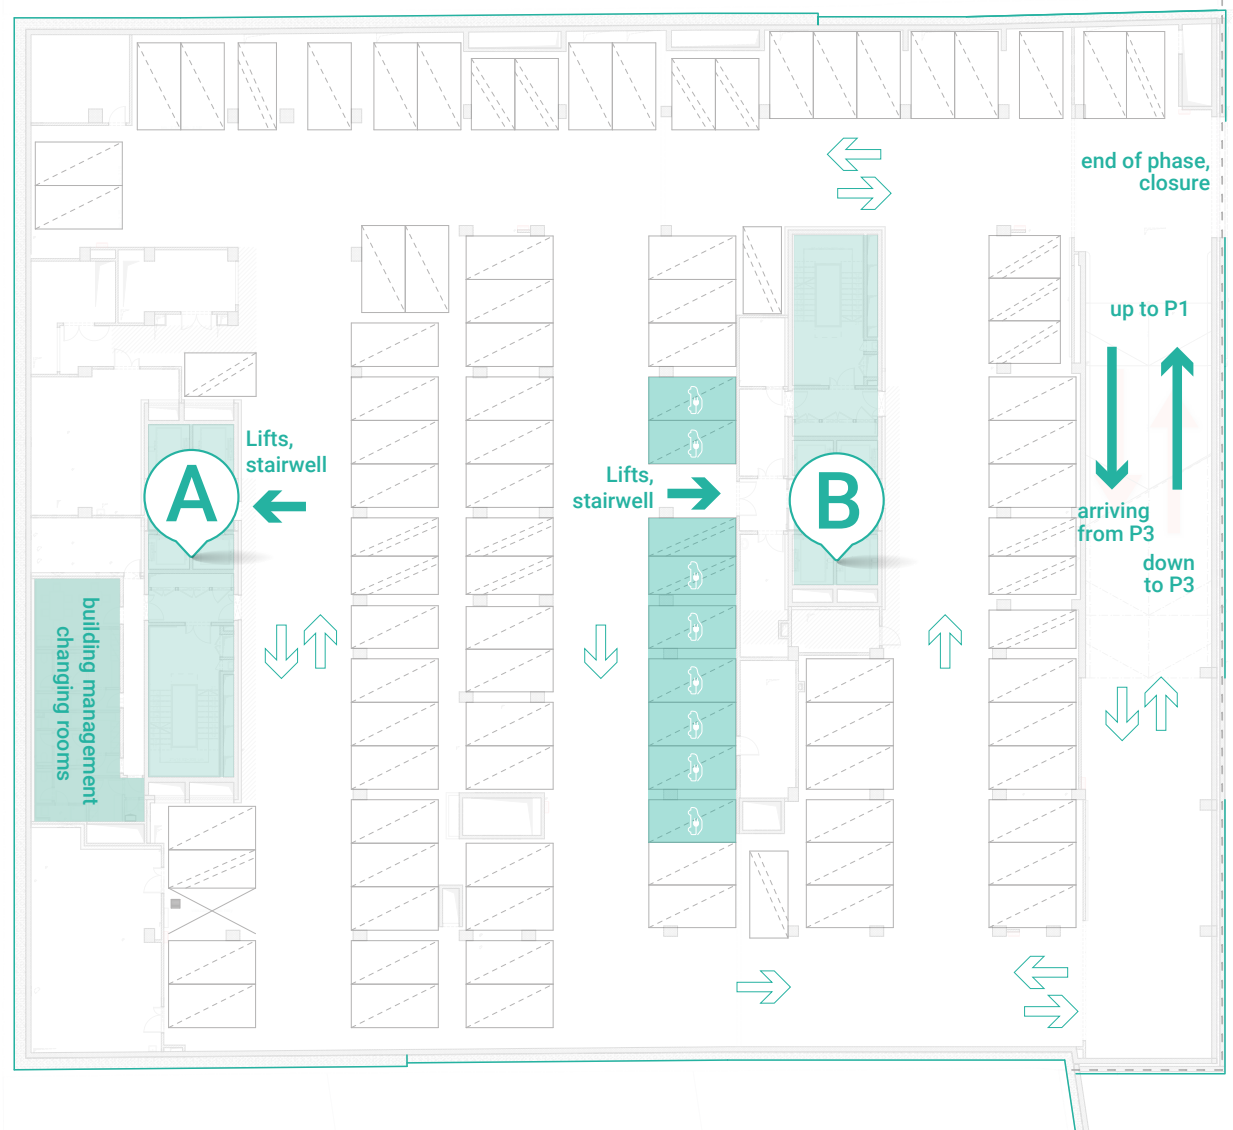 end of phase,
closure
up to P1
Lifts,
stairwell
A
Lifts,
stairwell
B
arriving
from P3
down
to P3
building management
changing rooms